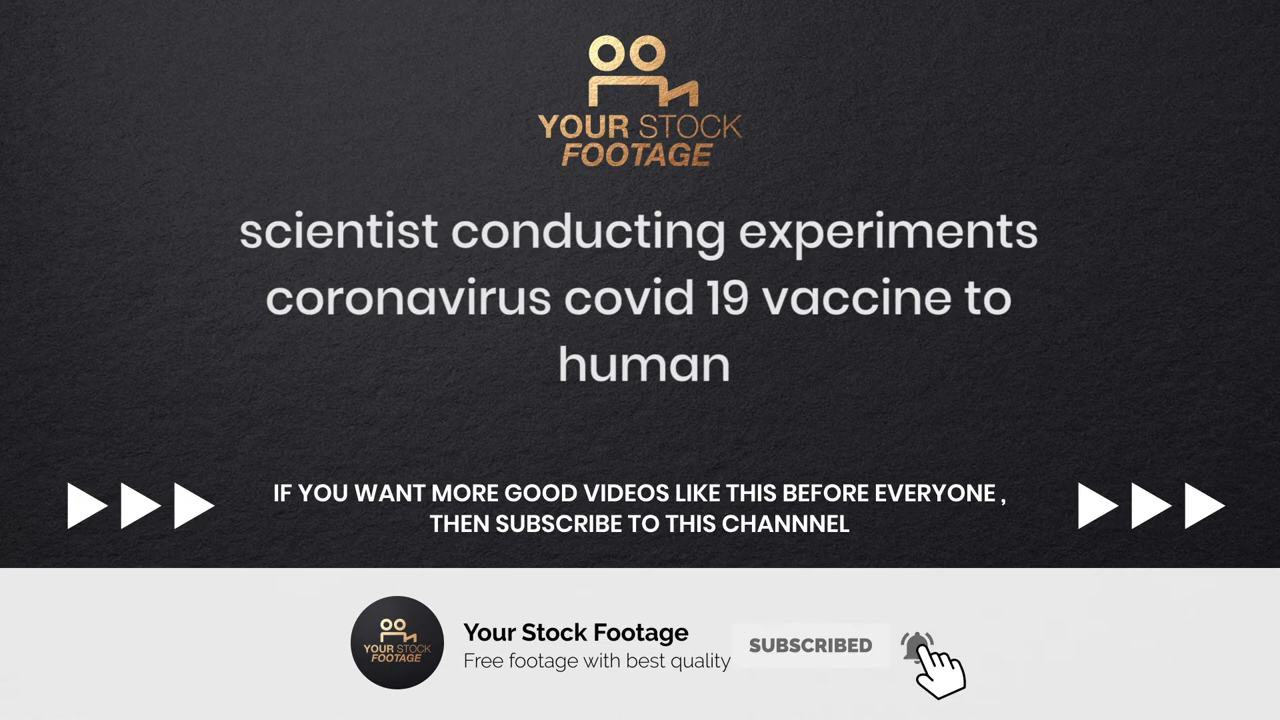 YOUR STOCK
FOOTAGE
scientist conducting experiments
coronavirus covid 19 vaccine to
human
IF YOU WANT MORE GOOD VIDEOS LIKE THIS BEFORE EVERYONE ,
THEN SUBSCRIBE TO THIS CHANNNEL
YOUR STOCK
FOOTAGE
Your Stock Footage
Free footage with best quality
SUBSCRIBED